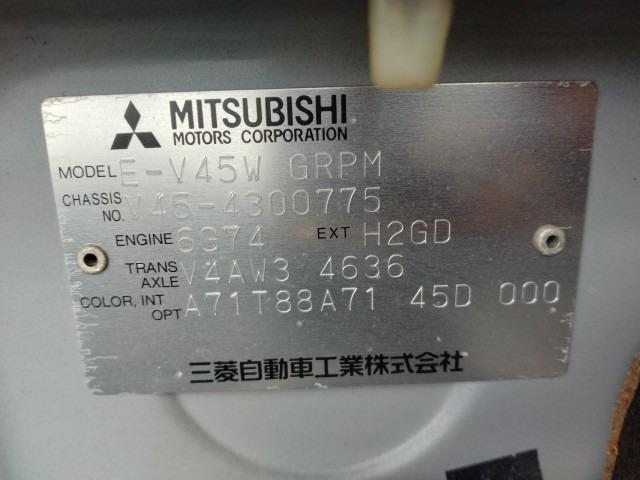 MITSUBISHI
MOTORS CORPORATION
MODEL E-V45W GRPM
CHASSIS NO. V45-4300775
ENGINE 6G74 EXT H2GD
TRANS AXLE V4AW3 4636
COLOR, INT OPT A71T88A71 45D 000
三菱自動車工業株式会社